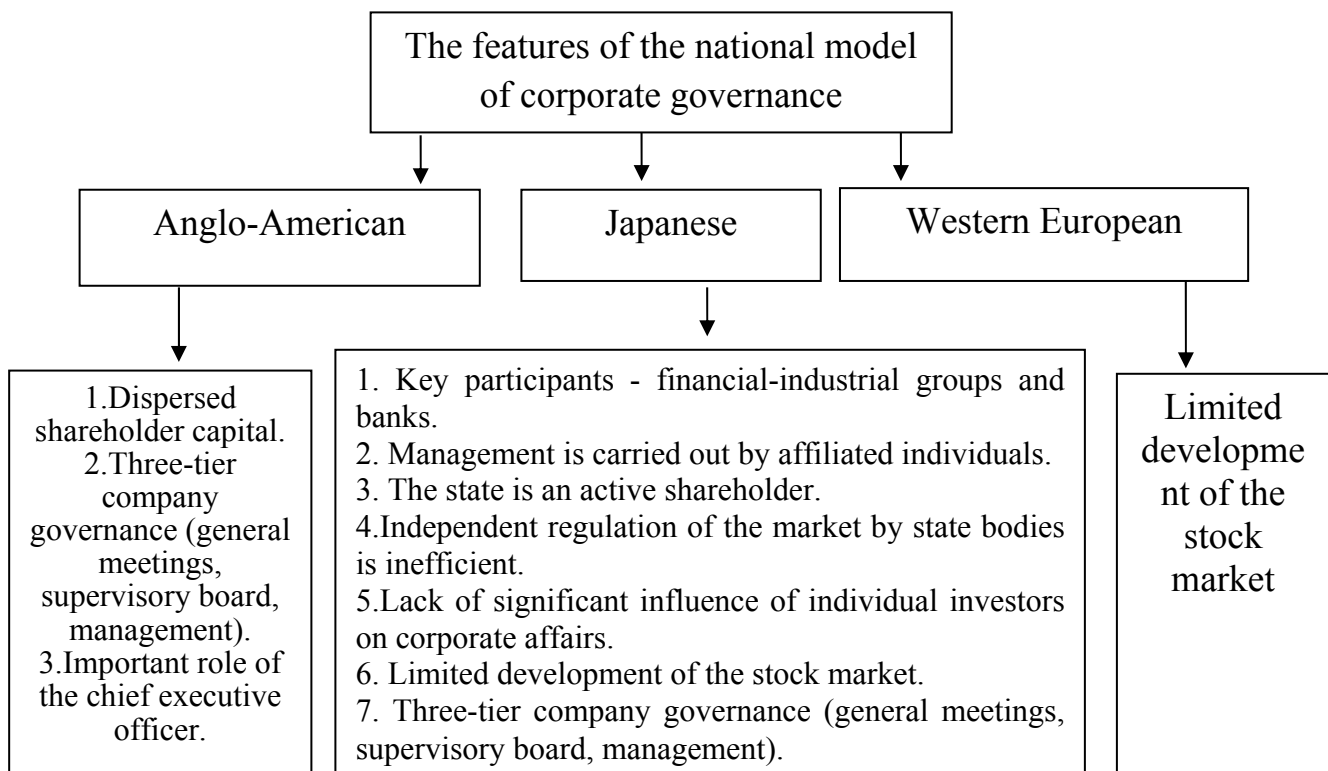 The features of the national model
of corporate governance
Anglo-American
Japanese
Western European
1.Dispersed
shareholder capital.
2.Three-tier
company
governance (general
meetings,
supervisory board,
management).
3.Important role of
the chief executive
officer.
1. Key participants - financial-industrial groups and
banks.
2. Management is carried out by affiliated individuals.
3. The state is an active shareholder.
4.Independent regulation of the market by state bodies
is inefficient.
5.Lack of significant influence of individual investors
on corporate affairs.
6. Limited development of the stock market.
7. Three-tier company governance (general meetings,
supervisory board, management).
Limited
developme
nt of the
stock
market